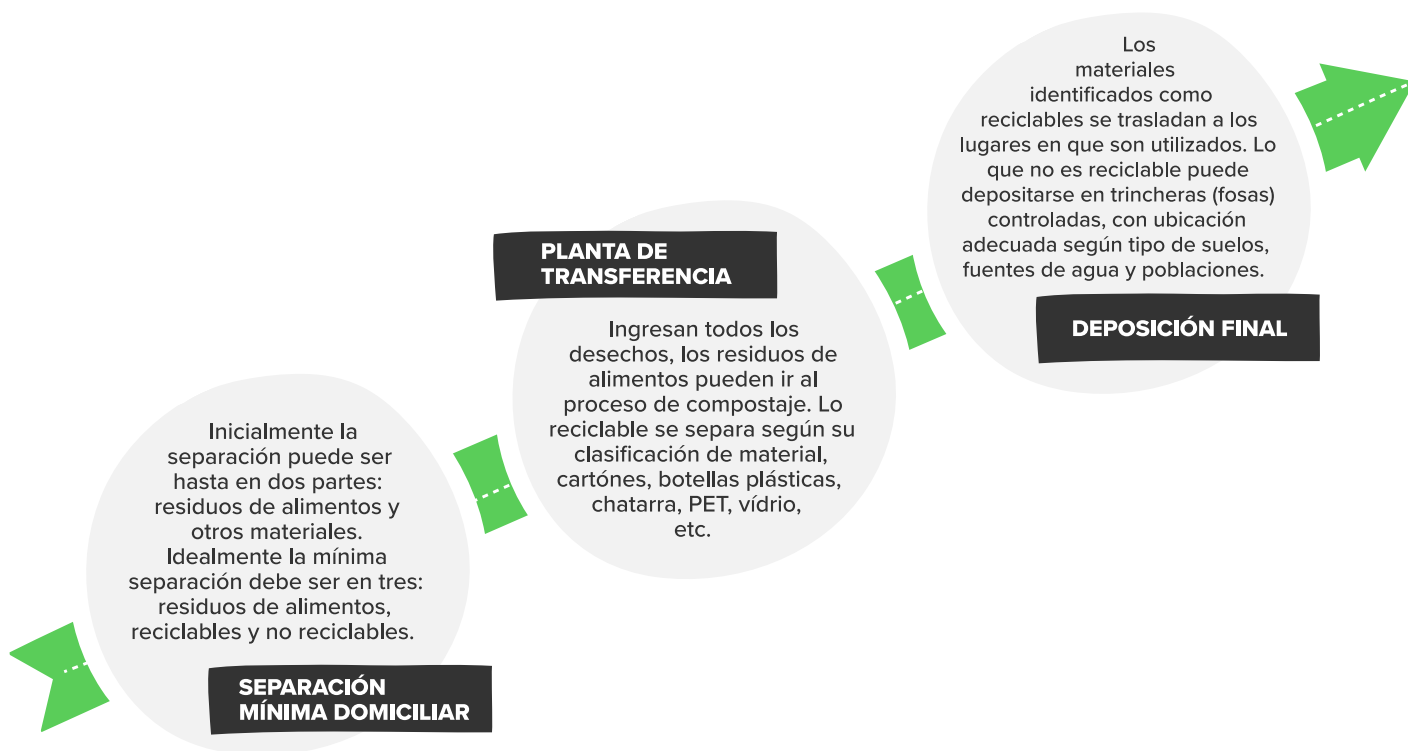 Inicialmente la
separación puede ser
hasta en dos partes:
residuos de alimentos y
otros materiales.
Idealmente la mínima
separación debe ser en tres:
residuos de alimentos,
reciclables y no reciclables.
SEPARACIÓN
MÍNIMA DOMICILIAR
PLANTA DE
TRANSFERENCIA
Ingresan todos los
desechos, los residuos de
alimentos pueden ir al
proceso de compostaje. Lo
reciclable se separa según su
clasificación de material,
cartónes, botellas plásticas,
chatarra, PET, vídrio,
etc.
Los
materiales
identificados como
reciclables se trasladan a los
lugares en que son utilizados. Lo
que no es reciclable puede
depositarse en trincheras (fosas)
controladas, con ubicación
adecuada según tipo de suelos,
fuentes de agua y poblaciones.
DEPOSICIÓN FINAL